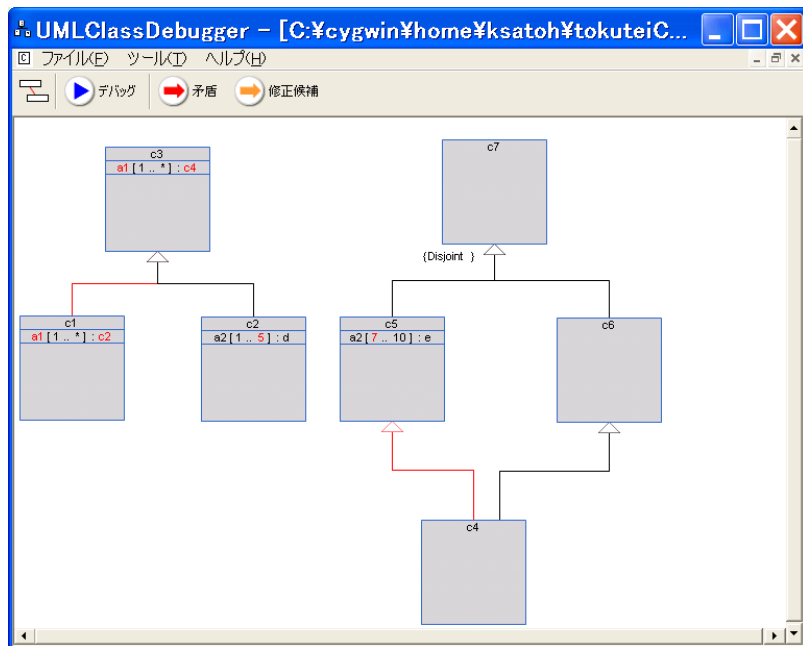 UMLClassDebugger - [C:¥cygwin¥home¥ksatoh¥tokuteiC...
ファイル(F) ツール(T) ヘルプ(H)
デバッグ 矛盾 修正候補
c3
a1 [1 .. *] : c4
c7
{Disjoint }
c1
a1 [1 .. *] : c2
c2
a2 [1 .. 5] : d
c5
a2 [7 .. 10] : e
c6
c4